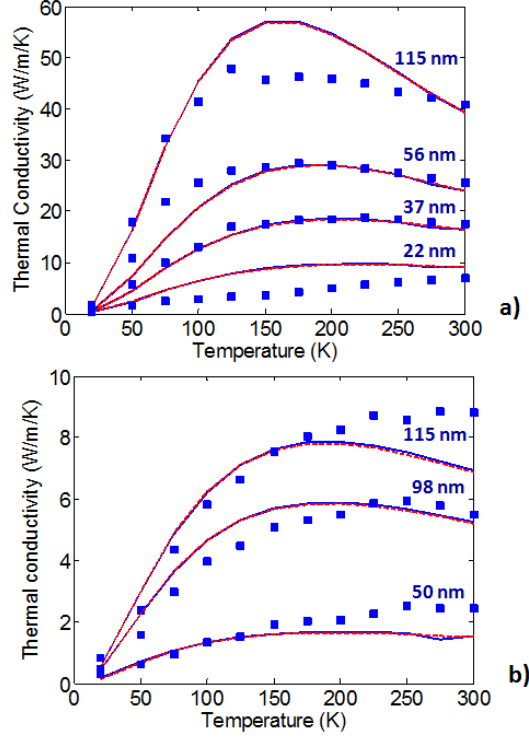 60
50
40
30
20
10
0
Thermal Conductivity (W/m/K)
115 nm
56 nm
37 nm
22 nm
0 50 100 150 200 250 300
Temperature (K)
a)
10
8
6
4
2
0
Thermal conductivity (W/m/K)
115 nm
98 nm
50 nm
0 50 100 150 200 250 300
Temperature (K)
b)